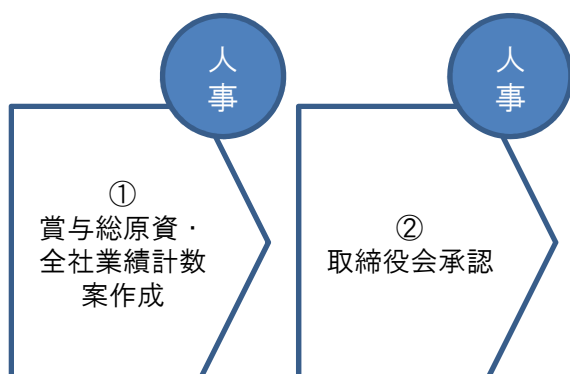 人
事
①
賞与総原資・
全社業績計数
案作成
人
事
②
取締役会承認